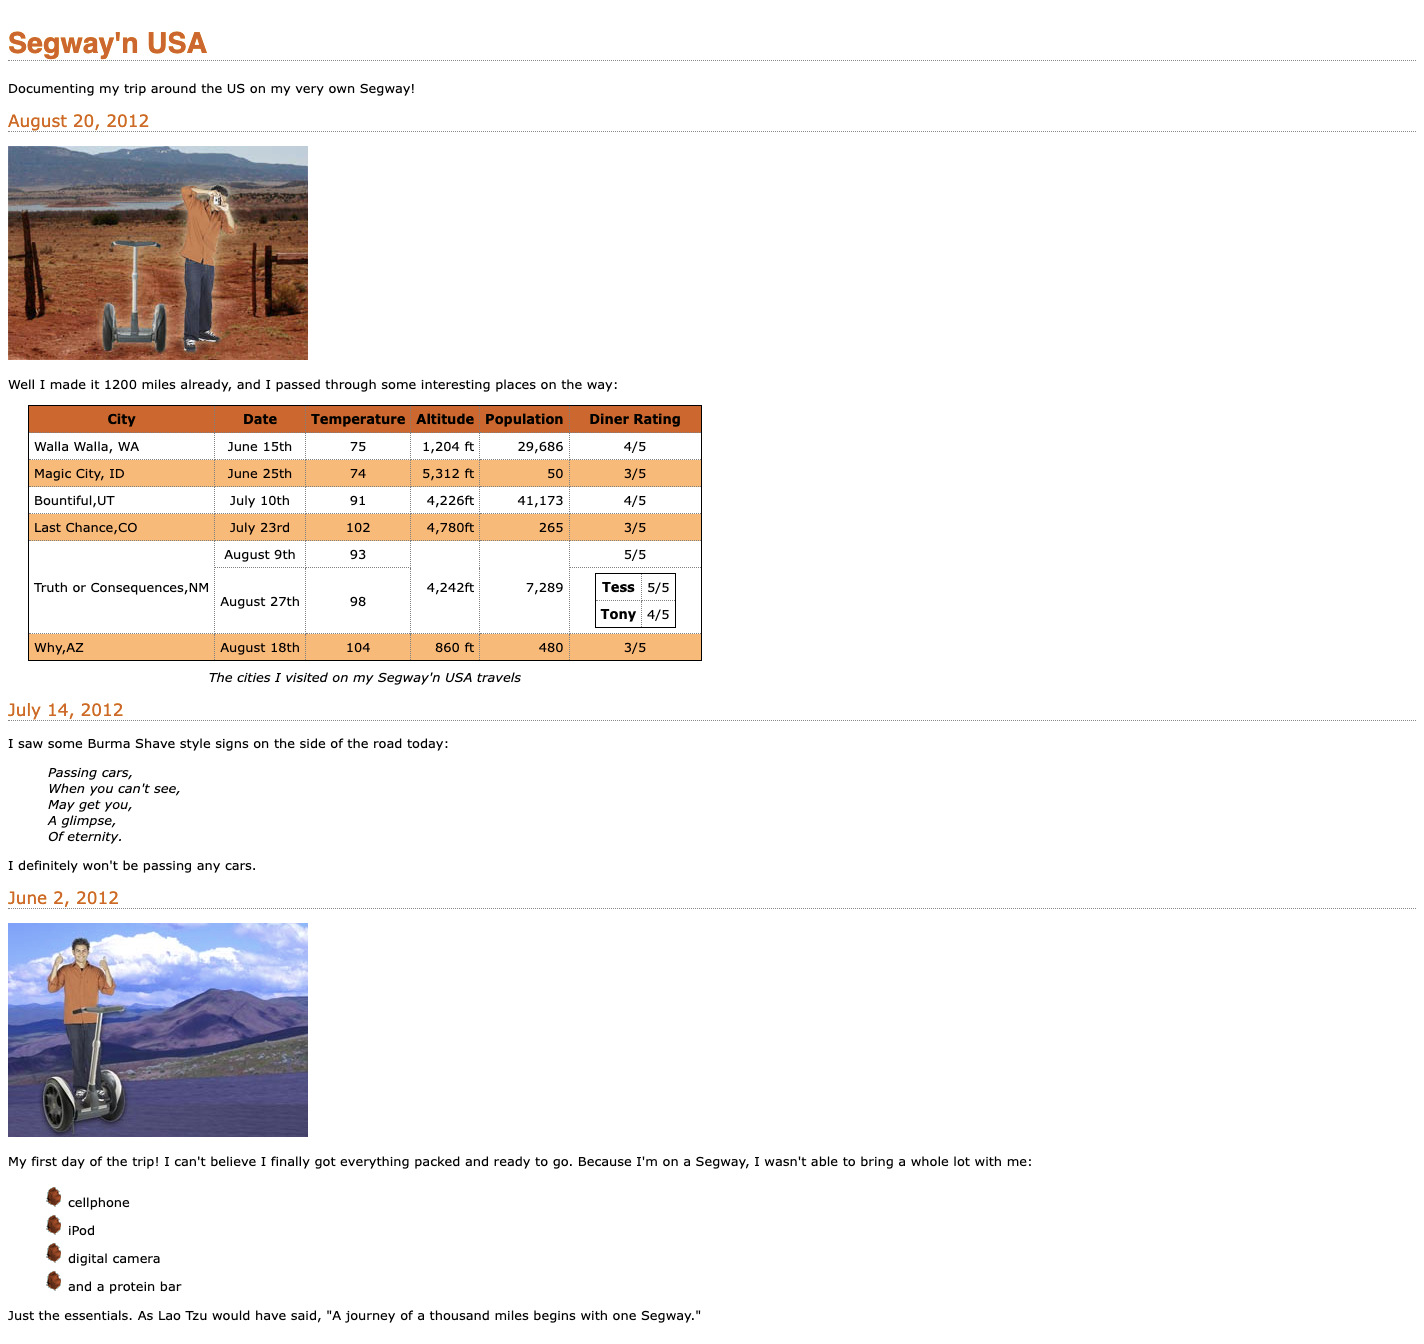 Segway'n USA
Documenting my trip around the US on my very own Segway!
August 20, 2012
Well I made it 1200 miles already, and I passed through some interesting places on the way:
City Date Temperature Altitude Population Diner Rating
Walla Walla, WA June 15th 75 1,204 ft 29,686 4/5
Magic City, ID June 25th 74 5,312 ft 50 3/5
Bountiful,UT July 10th 91 4,226ft 41,173 4/5
Last Chance,CO July 23rd 102 4,780ft 265 3/5
August 9th 93 5/5
Truth or Consequences,NM 4,242ft 7,289 Tess 5/5
August 27th 98
Tony 4/5
Why,AZ August 18th 104 860 ft 480 3/5
The cities I visited on my Segway'n USA travels
July 14, 2012
I saw some Burma Shave style signs on the side of the road today:
Passing cars,
When you can't see,
May get you,
A glimpse,
Of eternity.
I definitely won't be passing any cars.
June 2, 2012
My first day of the trip! I can't believe I finally got everything packed and ready to go. Because I'm on a Segway, I wasn't able to bring a whole lot with me:
cellphone
iPod
digital camera
and a protein bar
Just the essentials. As Lao Tzu would have said, "A journey of a thousand miles begins with one Segway."